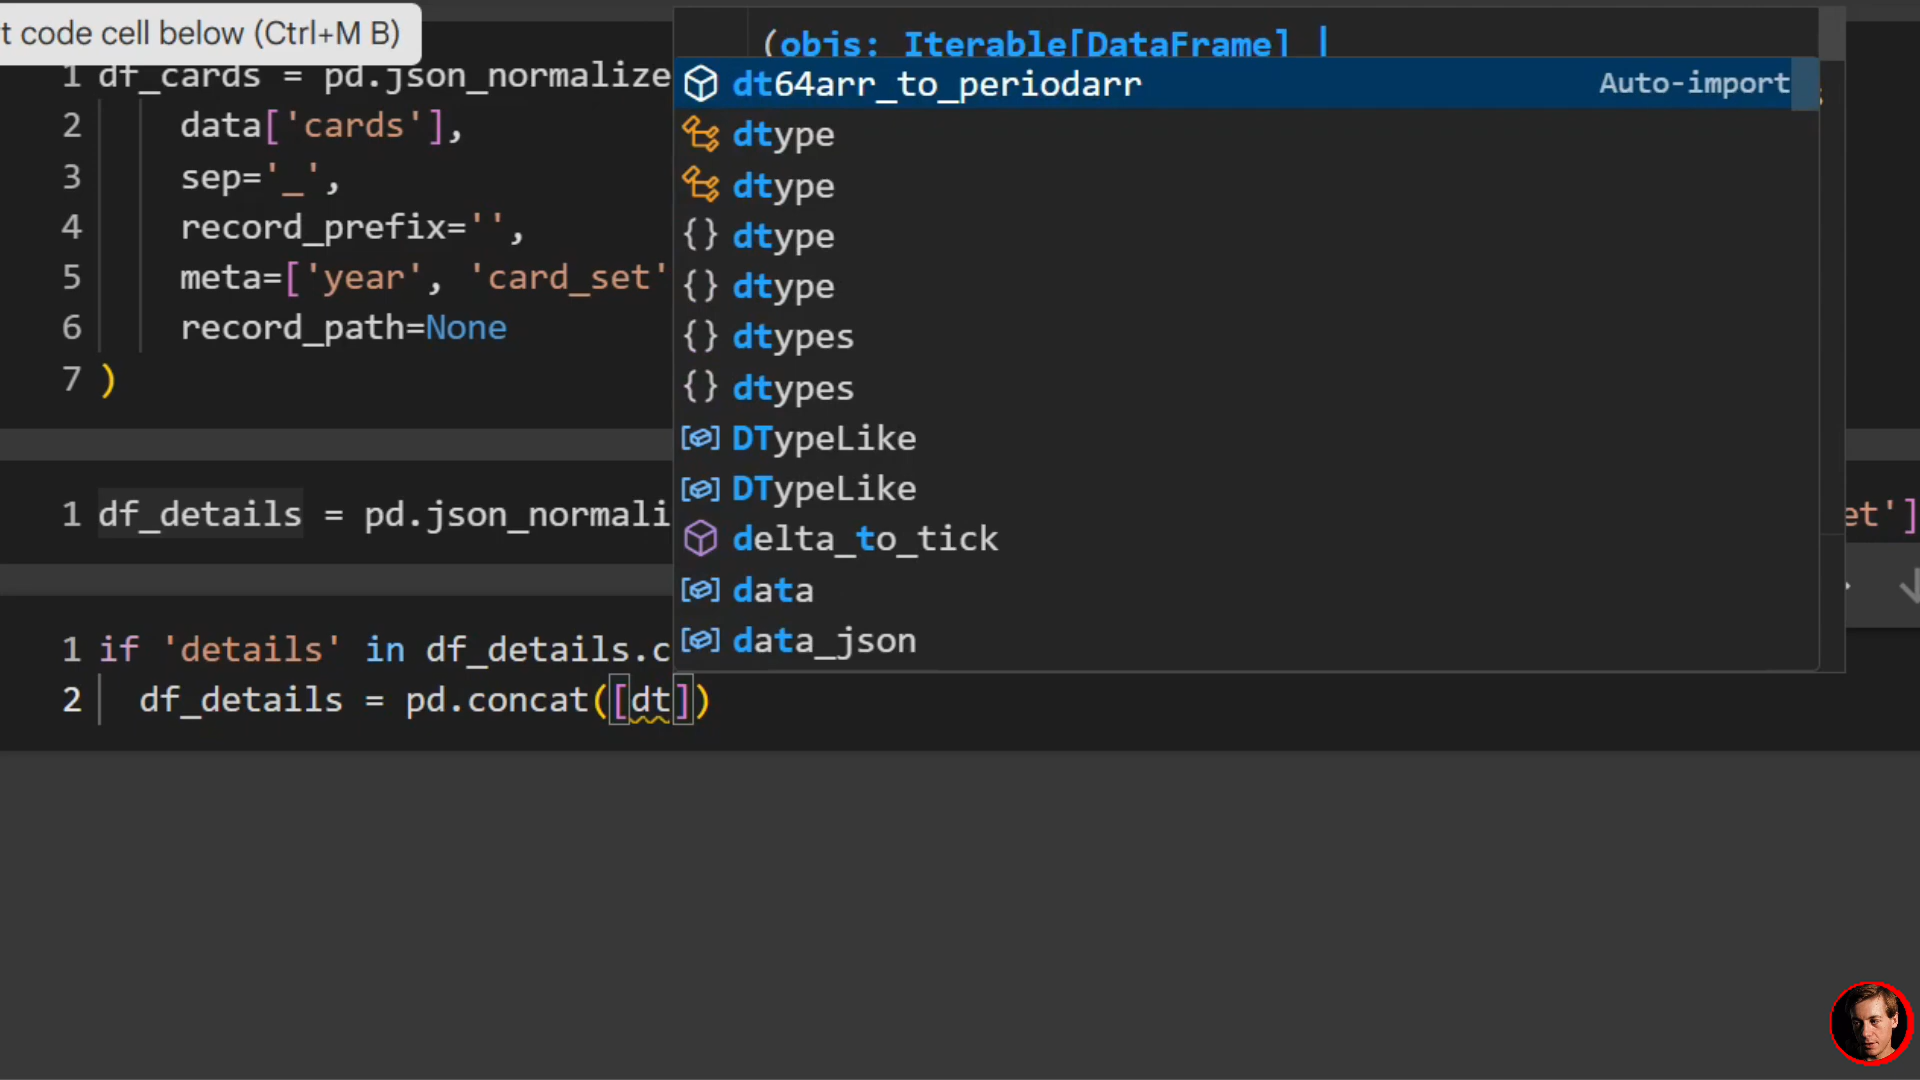 t code cell below (Ctrl+M B)
(objs: Iterable[DataFrame] |
1 df_cards = pd.json_normalize
2 data['cards'],
3 sep='_',
4 record_prefix='',
5 meta=['year', 'card_set'
6 record_path=None
7 )
dt64arr_to_periodarr Auto-import
dtype
dtype
dtype
dtype
dtypes
dtypes
DTypeLike
DTypeLike
delta_to_tick
data
data_json
1 df_details = pd.json_normali
et']
1 if 'details' in df_details.c
2 df_details = pd.concat([dt])